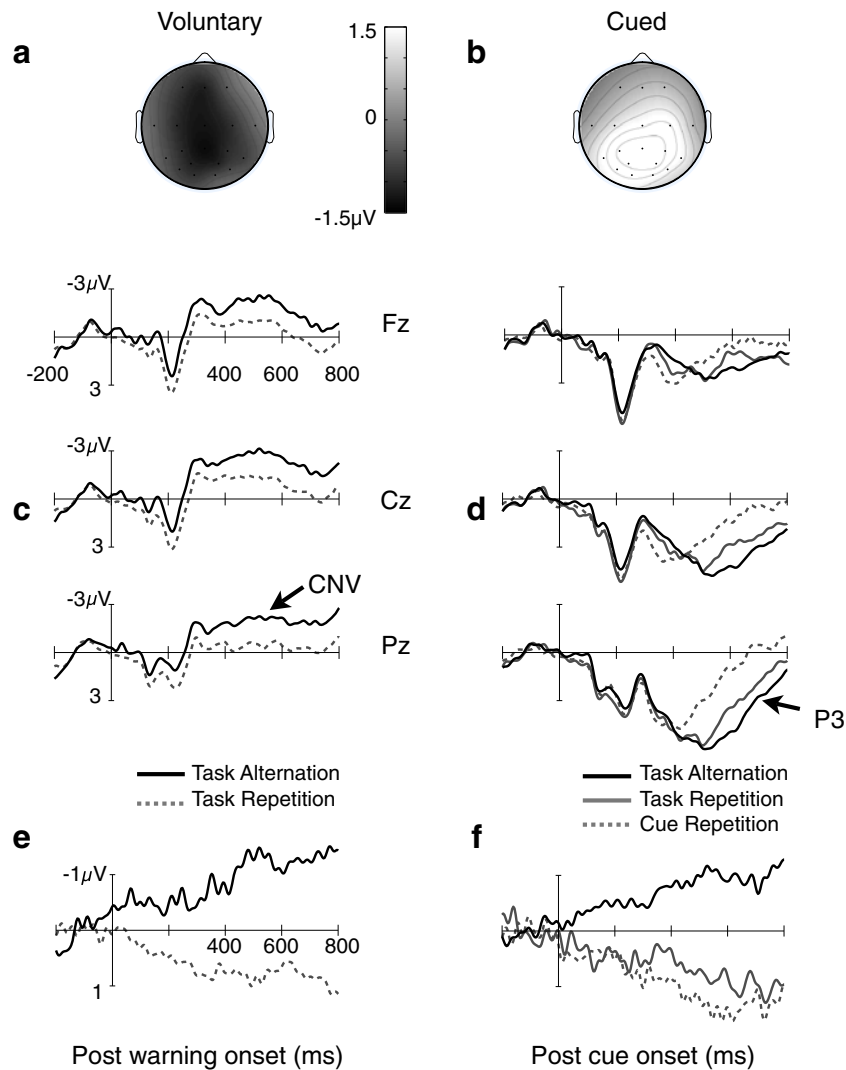 Voluntary
Cued
a
1.5
b
0
-1.5µV
-3µV
Fz
-200
400
600
800
3
-3µV
Cz
c
d
3
CNV
-3µV
Pz
3
P3
Task Alternation
Task Repetition
Task Alternation
Task Repetition
Cue Repetition
e
f
-1µV
400
600
800
1
Post warning onset (ms)
Post cue onset (ms)